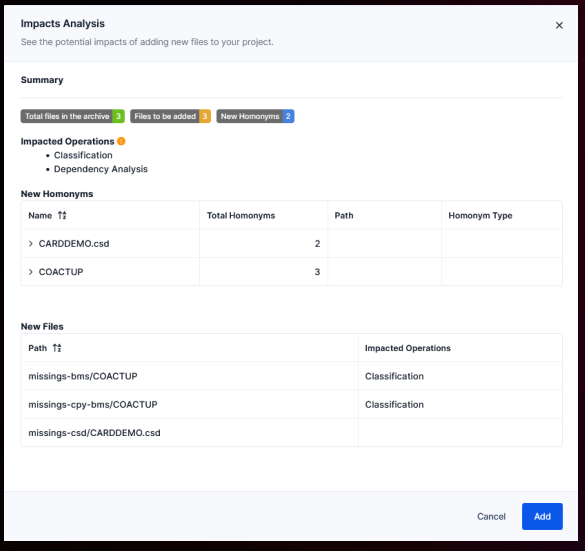 Impacts Analysis
See the potential impacts of adding new files to your project.
Summary
Total files in the archive 3 Files to be added 3 New Homonyms 2
Impacted Operations
• Classification
• Dependency Analysis
New Homonyms
Name Total Homonyms Path Homonym Type
CARDDEMO.csd 2
COACTUP 3
New Files
Path Impacted Operations
missings-bms/COACTUP Classification
missings-cpy-bms/COACTUP Classification
missings-csd/CARDDEMO.csd
Cancel Add